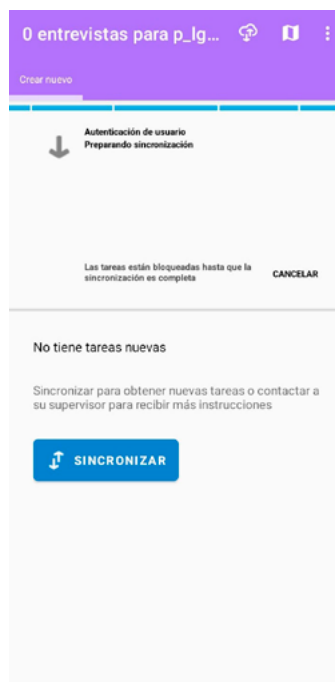 0 entrevistas para p_lg...
Crear nuevo
Autenticación de usuario
Preparando sincronización
Las tareas están bloqueadas hasta que la
sincronización es completa
CANCELAR
No tiene tareas nuevas
Sincronizar para obtener nuevas tareas o contactar a
su supervisor para recibir más instrucciones
SINCRONIZAR